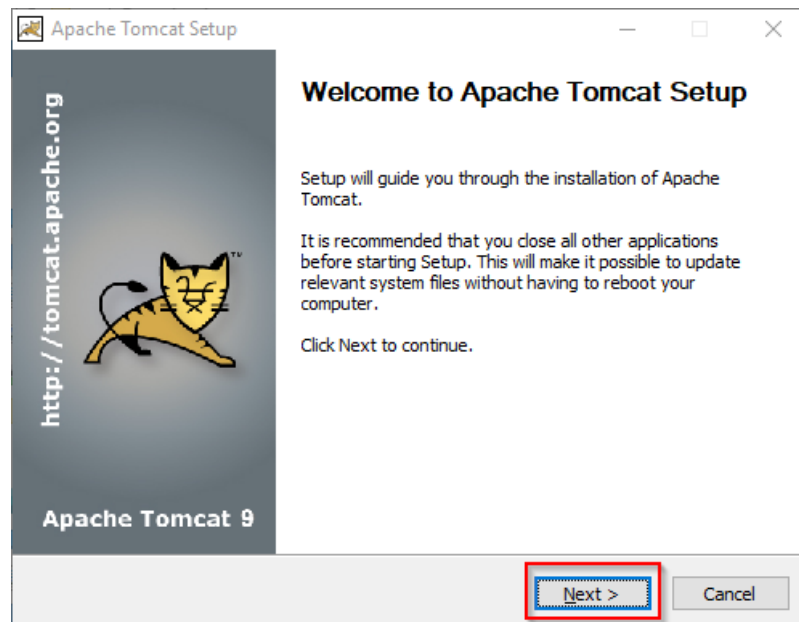 Apache Tomcat Setup
http://tomcat.apache.org
Apache Tomcat 9
Welcome to Apache Tomcat Setup
Setup will guide you through the installation of Apache
Tomcat.
It is recommended that you close all other applications
before starting Setup. This will make it possible to update
relevant system files without having to reboot your
computer.
Click Next to continue.
Next >
Cancel